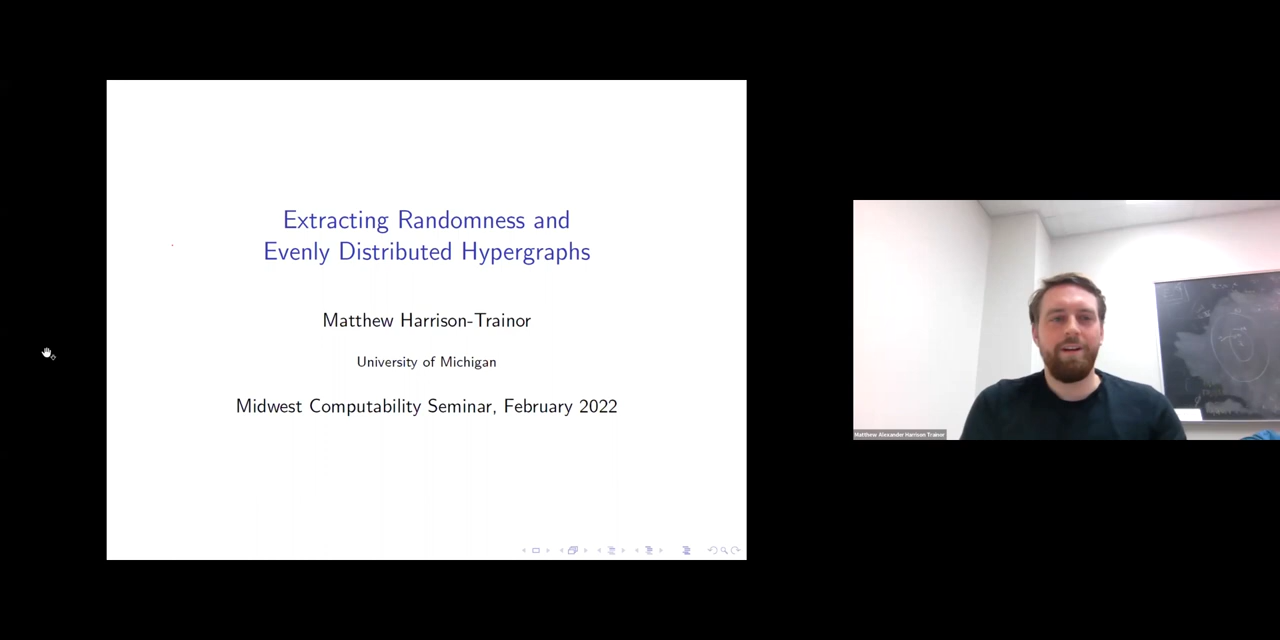 Extracting Randomness and
Evenly Distributed Hypergraphs
Matthew Harrison-Trainor
University of Michigan
Midwest Computability Seminar, February 2022
Matthew Alexander Harrison Trainor